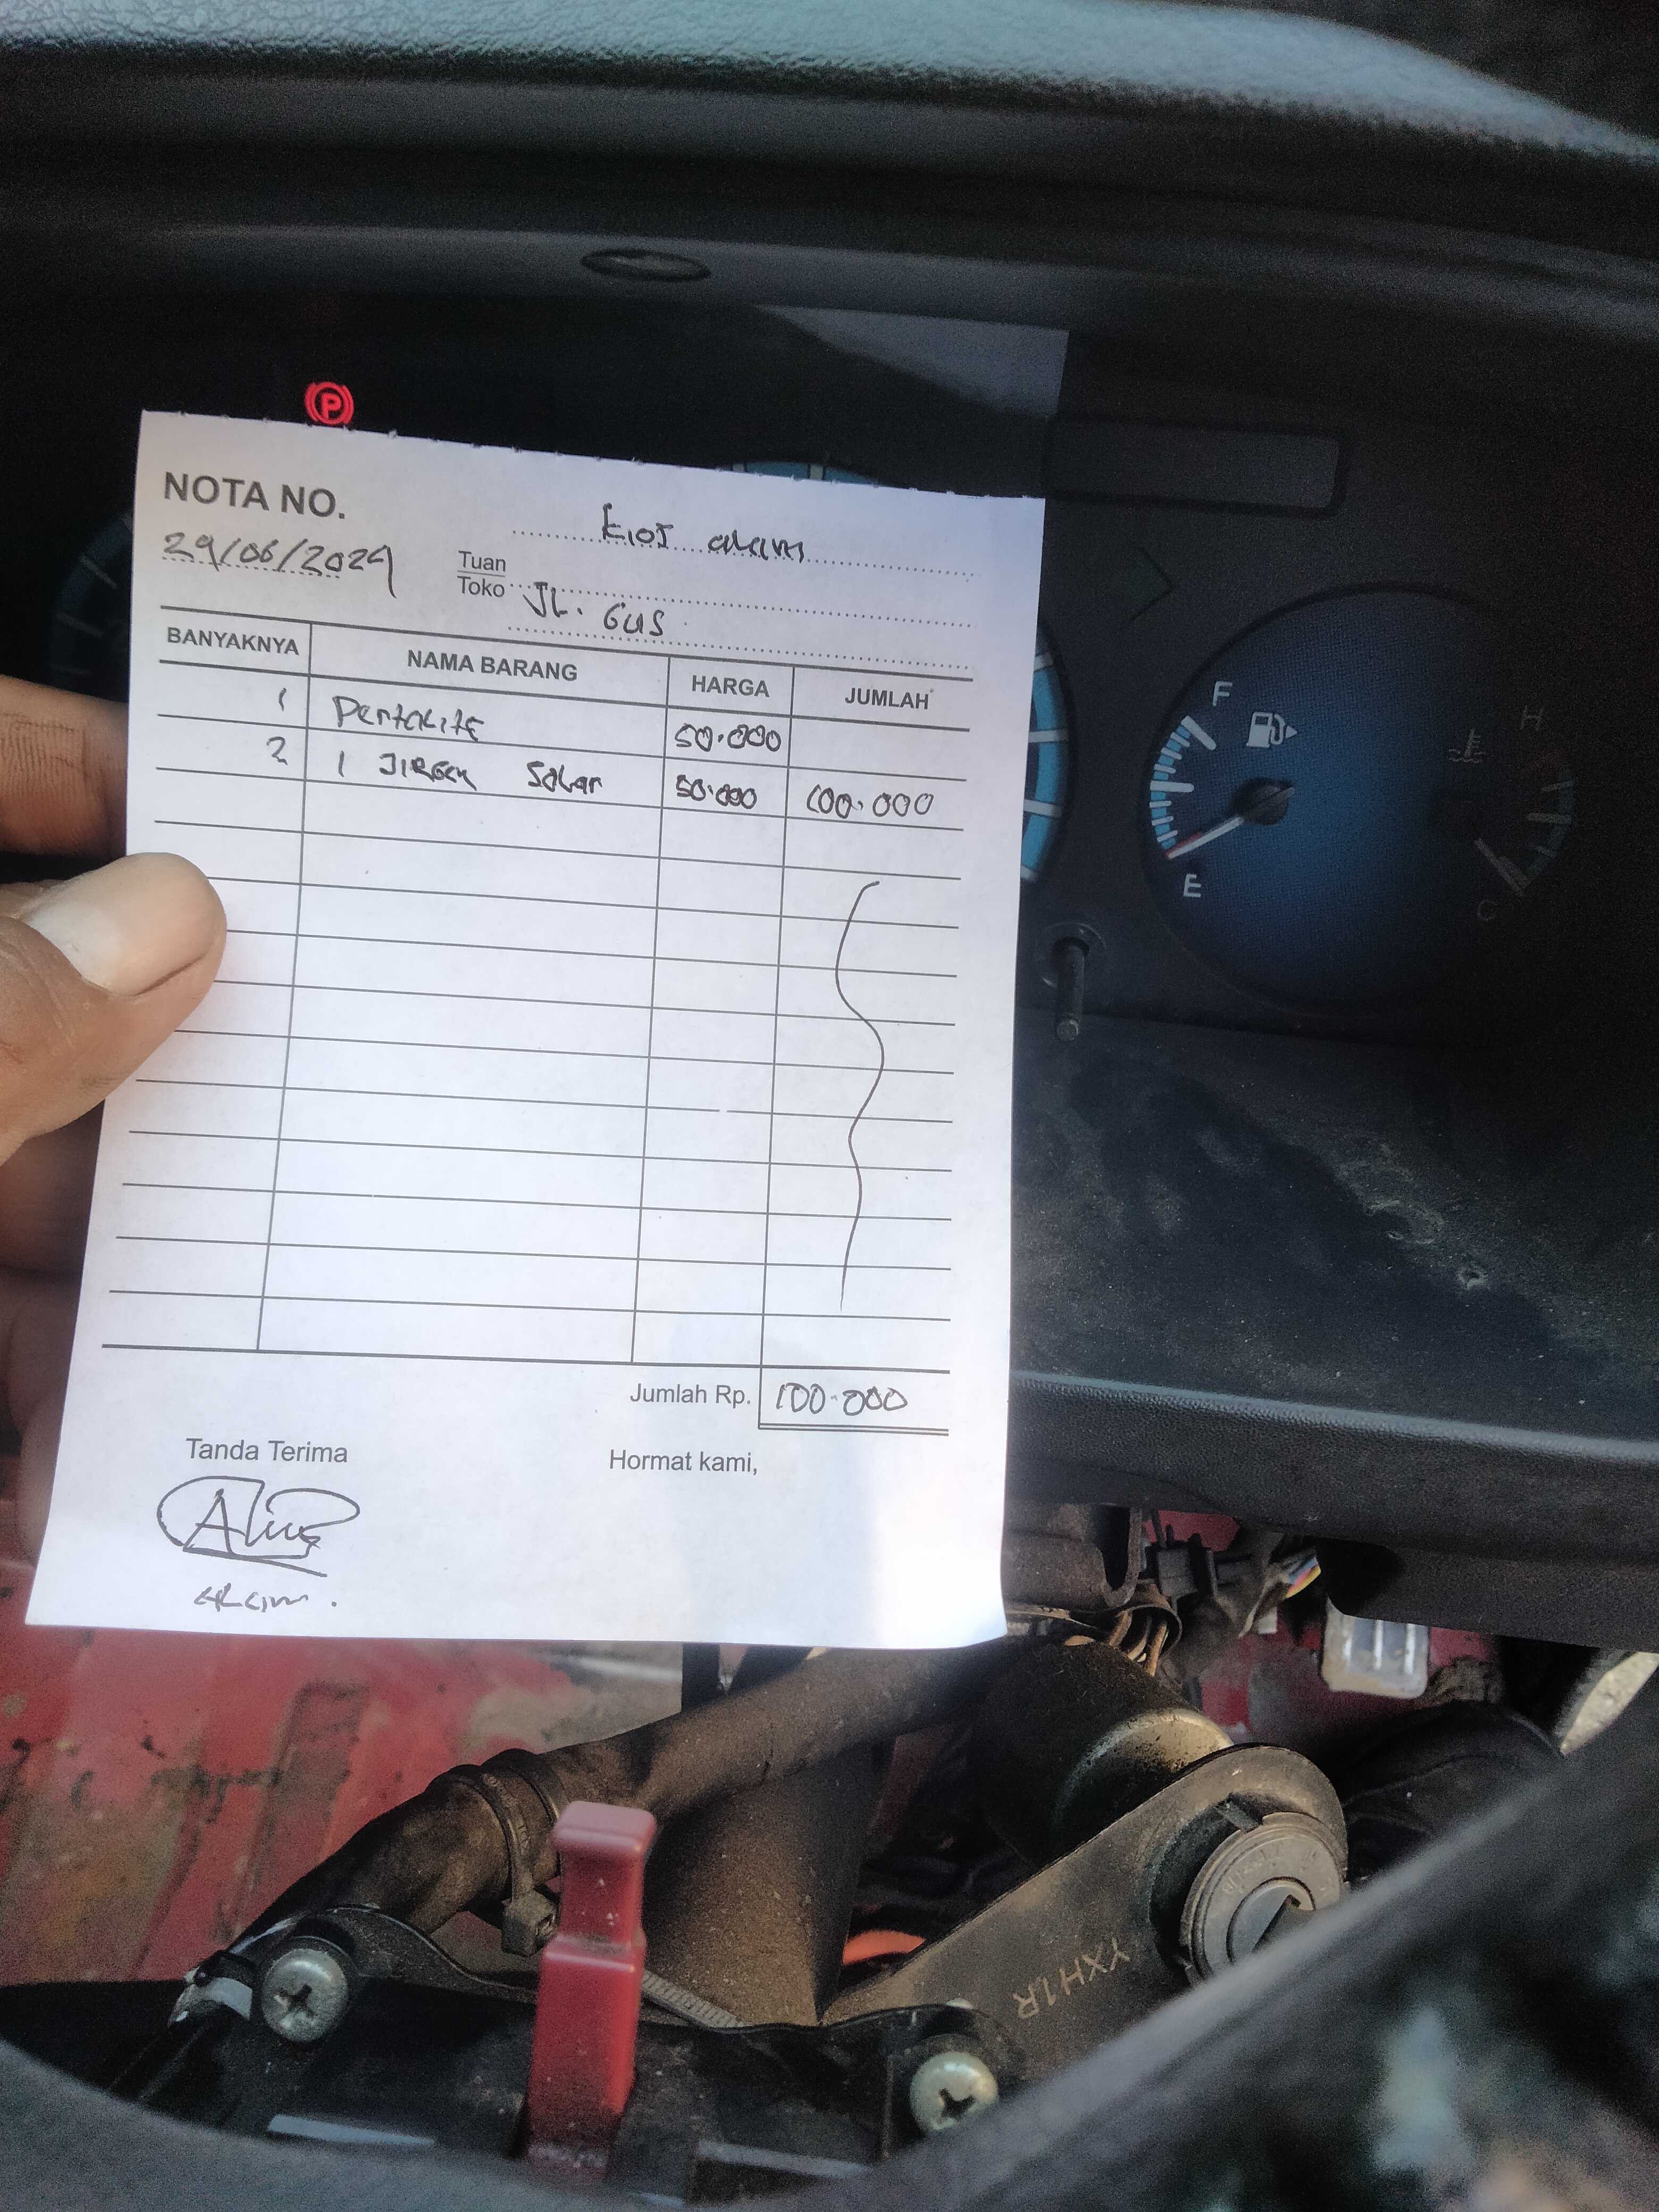 NOTA NO.
29/06/2024
Tuan
Toko
Kios alam
JL. GUS
BANYAKNYA NAMA BARANG HARGA JUMLAH
1 Pertalite 50.000
2 1 JIRGEN Solar 50.000 100.000
Jumlah Rp. 100.000
Tanda Terima Hormat kami,
F
E
H
C
P
YXH1R